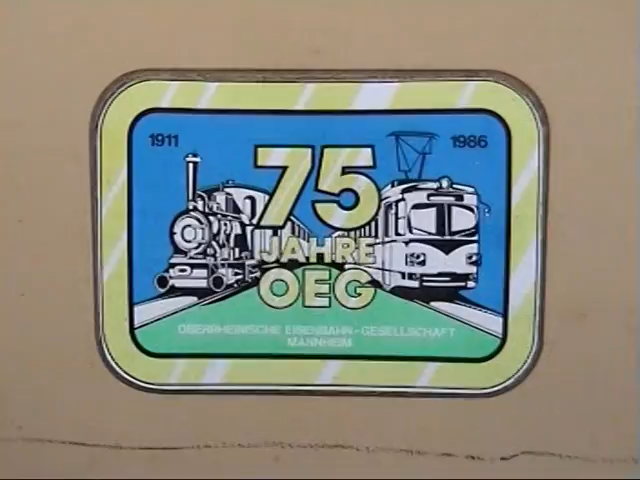 1911
1986
75
JAHRE
OEG
OBERRHEINISCHE EISENBAHN-GESELLSCHAFT
MANNHEIM